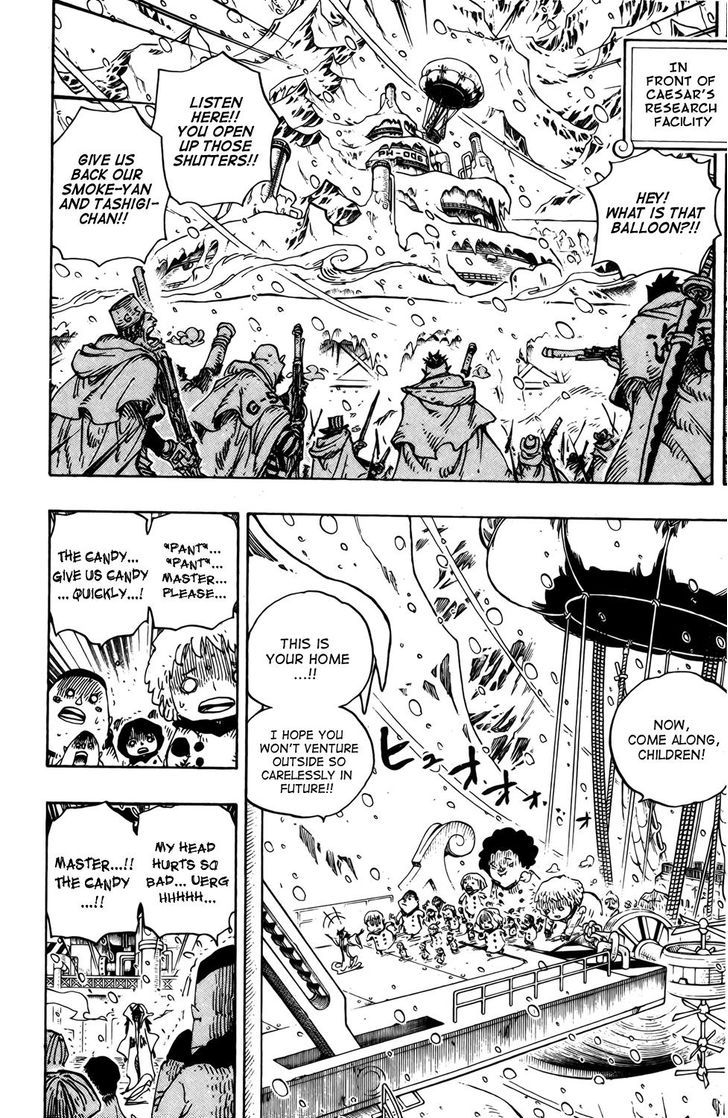 IN
FRONT OF
CAESAR'S
RESEARCH
FACILITY
HEY!
WHAT IS THAT
BALLOON?!!
LISTEN
HERE!!
YOU OPEN
UP THOSE
SHUTTERS!!
GIVE US
BACK OUR
SMOKE-YAN
AND TASHIGI-
CHAN!!
PH-006
NOW,
COME ALONG,
CHILDREN!
THIS IS
YOUR HOME
...!!
I HOPE YOU
WON'T VENTURE
OUTSIDE SO
CARELESSLY IN
FUTURE!!
ヒュオオオ...
*PANT*...
*PANT*...
MASTER...
PLEASE...
THE CANDY...
GIVE US CANDY
... QUICKLY...!
MY HEAD
HURTS SO
BAD... UERG
HHHHH...
MASTER...!!
THE CANDY
...!!